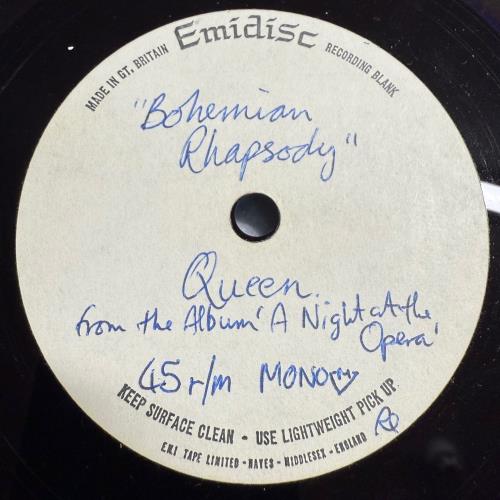 MADE IN GT. BRITAIN Emidisc RECORDING BLANK
"Bohemian
Rhapsody"
Queen.
from the Album 'A Night at the
Opera'
45 r/m MONO
KEEP SURFACE CLEAN - USE LIGHTWEIGHT PICK UP
E.M.I TAPE LIMITED - HAYES - MIDDLESEX - ENGLAND